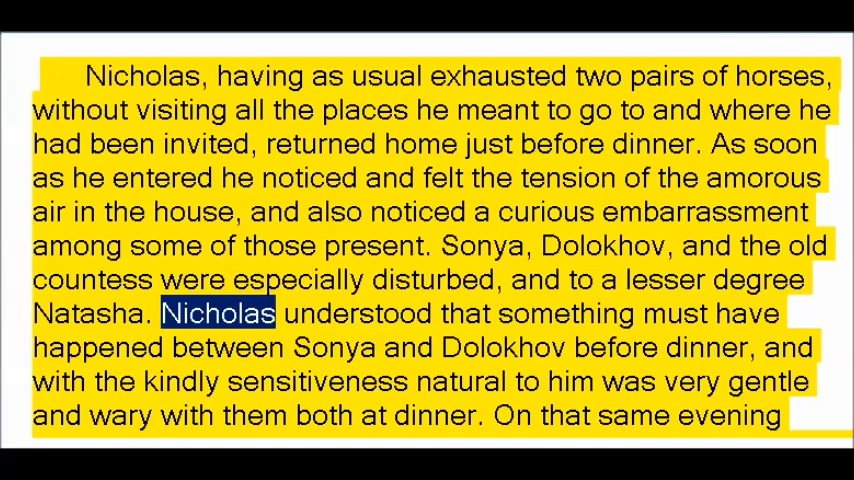 Nicholas, having as usual exhausted two pairs of horses,
without visiting all the places he meant to go to and where he
had been invited, returned home just before dinner. As soon
as he entered he noticed and felt the tension of the amorous
air in the house, and also noticed a curious embarrassment
among some of those present. Sonya, Dolokhov, and the old
countess were especially disturbed, and to a lesser degree
Natasha. Nicholas understood that something must have
happened between Sonya and Dolokhov before dinner, and
with the kindly sensitiveness natural to him was very gentle
and wary with them both at dinner. On that same evening